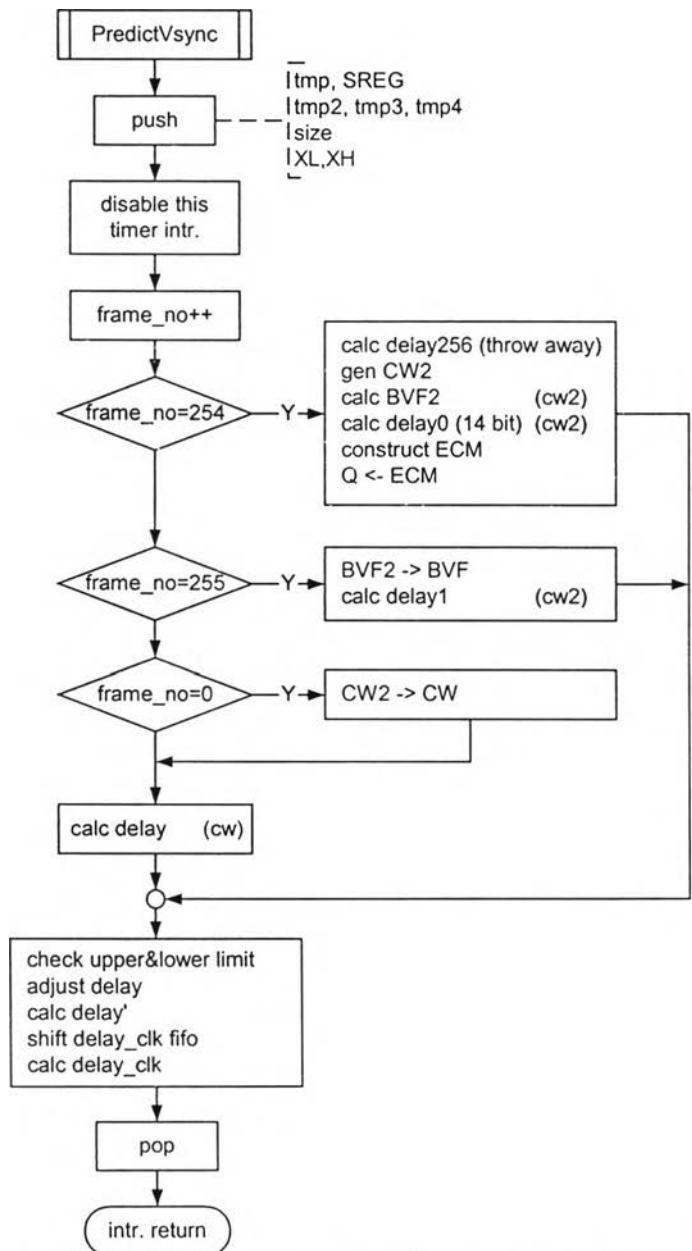 PredictVsync
push
tmp, SREG
tmp2, tmp3, tmp4
size
XL,XH
disable this
timer intr.
frame_no++
frame_no=254
Y
calc delay256 (throw away)
gen CW2
calc BVF2 (cw2)
calc delay0 (14 bit) (cw2)
construct ECM
Q <- ECM
frame_no=255
Y
BVF2 -> BVF
calc delay1 (cw2)
frame_no=0
Y
CW2 -> CW
calc delay (cw)
check upper&lower limit
adjust delay
calc delay'
shift delay_clk fifo
calc delay_clk
pop
intr. return